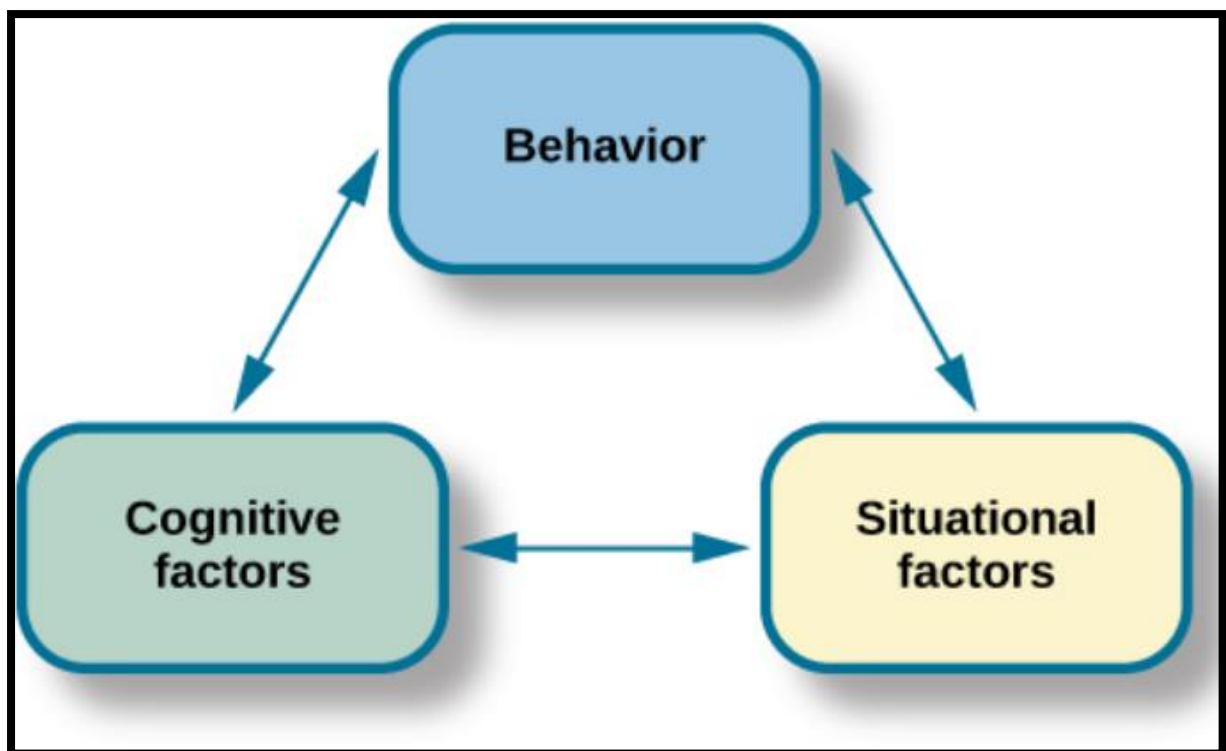 Behavior
Cognitive
factors
Situational
factors